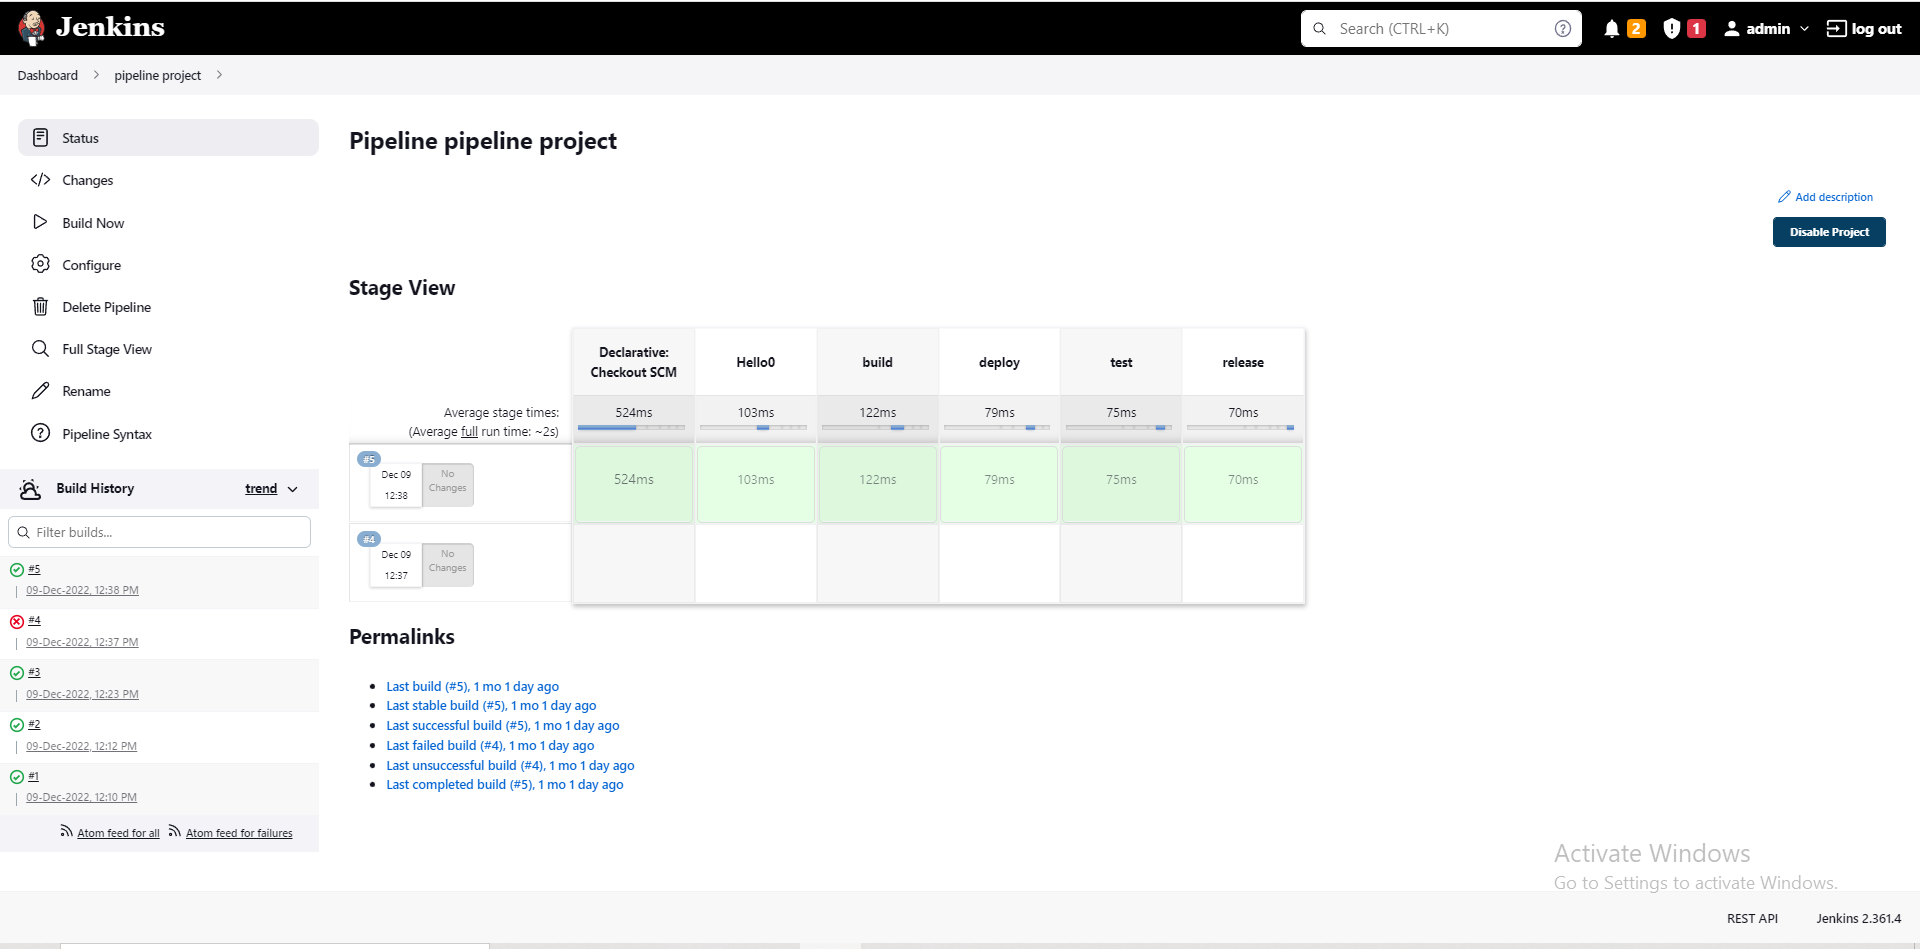 Jenkins
Search (CTRL+K)
2
1
admin
log out
Dashboard
pipeline project
Status
Changes
Build Now
Configure
Delete Pipeline
Full Stage View
Rename
Pipeline Syntax
Build History
trend
Filter builds...
#5
09-Dec-2022, 12:38 PM
#4
09-Dec-2022, 12:37 PM
#3
09-Dec-2022, 12:23 PM
#2
09-Dec-2022, 12:12 PM
#1
09-Dec-2022, 12:10 PM
Atom feed for all
Atom feed for failures
Pipeline pipeline project
Add description
Disable Project
Stage View
Declarative:
Checkout SCM
Hello0
build
deploy
test
release
Average stage times:
(Average full run time: ~2s)
524ms
103ms
122ms
79ms
75ms
70ms
#5
Dec 09
12:38
No
Changes
524ms
103ms
122ms
79ms
75ms
70ms
#4
Dec 09
12:37
No
Changes
Permalinks
Last build (#5), 1 mo 1 day ago
Last stable build (#5), 1 mo 1 day ago
Last successful build (#5), 1 mo 1 day ago
Last failed build (#4), 1 mo 1 day ago
Last unsuccessful build (#4), 1 mo 1 day ago
Last completed build (#5), 1 mo 1 day ago
Activate Windows
Go to Settings to activate Windows.
REST API
Jenkins 2.361.4